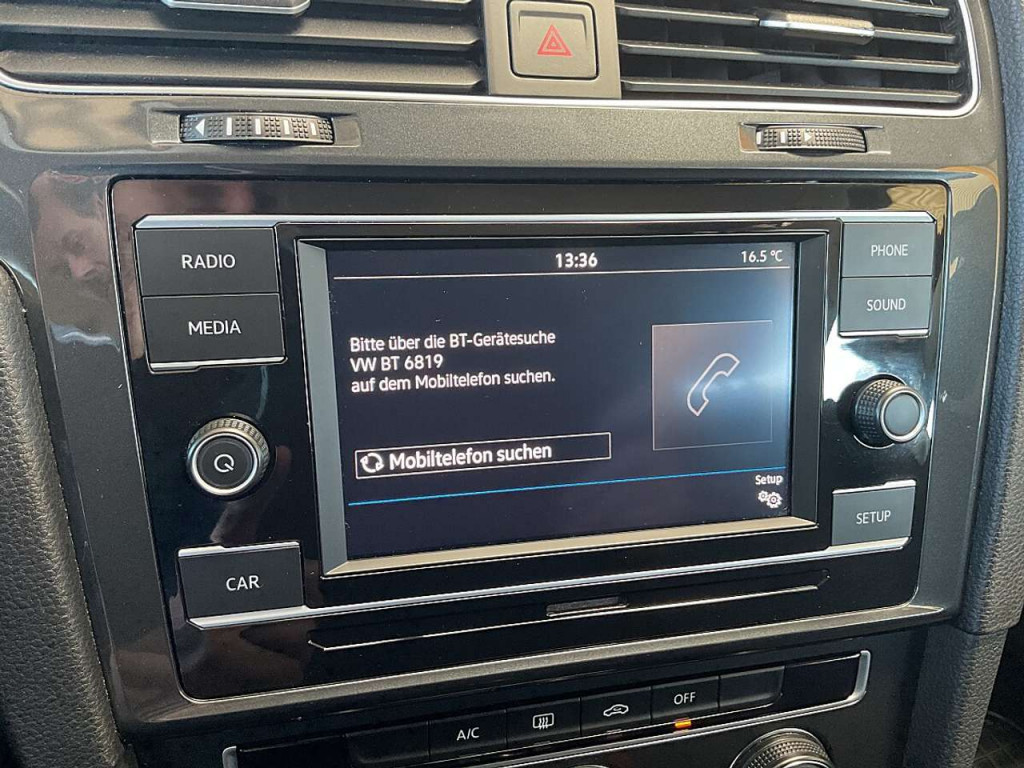 RADIO
MEDIA
CAR
13:36
16.5 °C
Bitte über die BT-Gerätesuche
VW BT 6819
auf dem Mobiltelefon suchen.
Mobiltelefon suchen
Setup
PHONE
SOUND
SETUP
A/C
OFF